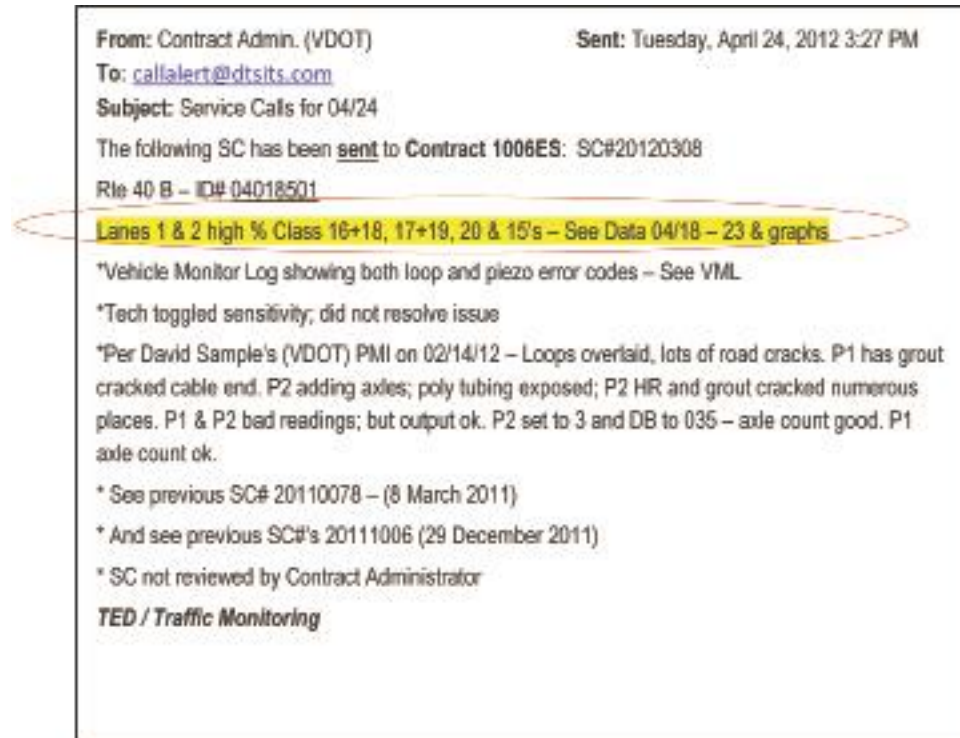 From: Contract Admin. (VDOT) Sent: Tuesday, April 24, 2012 3:27 PM
To: callalert@dtsits.com
Subject: Service Calls for 04/24
The following SC has been sent to Contract 1006ES: SC#20120308
Rte 40 B – ID# 04018501
Lanes 1 & 2 high % Class 16+18, 17+19, 20 & 15's – See Data 04/18 – 23 & graphs
*Vehicle Monitor Log showing both loop and piezo error codes – See VML
*Tech toggled sensitivity; did not resolve issue
*Per David Sample's (VDOT) PMI on 02/14/12 – Loops overlaid, lots of road cracks. P1 has grout
cracked cable end. P2 adding axles; poly tubing exposed; P2 HR and grout cracked numerous
places. P1 & P2 bad readings; but output ok. P2 set to 3 and DB to 035 – axle count good. P1
axle count ok.
* See previous SC# 20110078 – (8 March 2011)
* And see previous SC#'s 20111006 (29 December 2011)
* SC not reviewed by Contract Administrator
TED / Traffic Monitoring